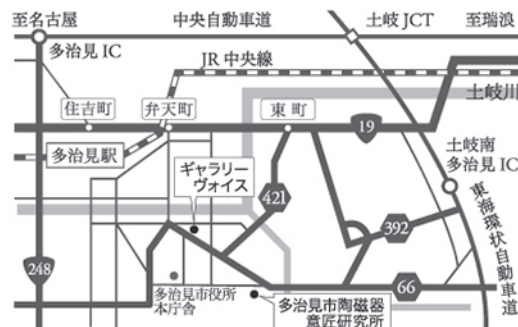 至名古屋
中央自動車道
土岐JCT
至瑞浪
多治見IC
JR中央線
土岐川
住吉町
弁天町
東町
19
多治見駅
土岐南
多治見IC
ギャラリー
ヴォイス
421
392
東海環状自動車道
248
66
多治見市役所
本庁舎
多治見市陶磁器
意匠研究所